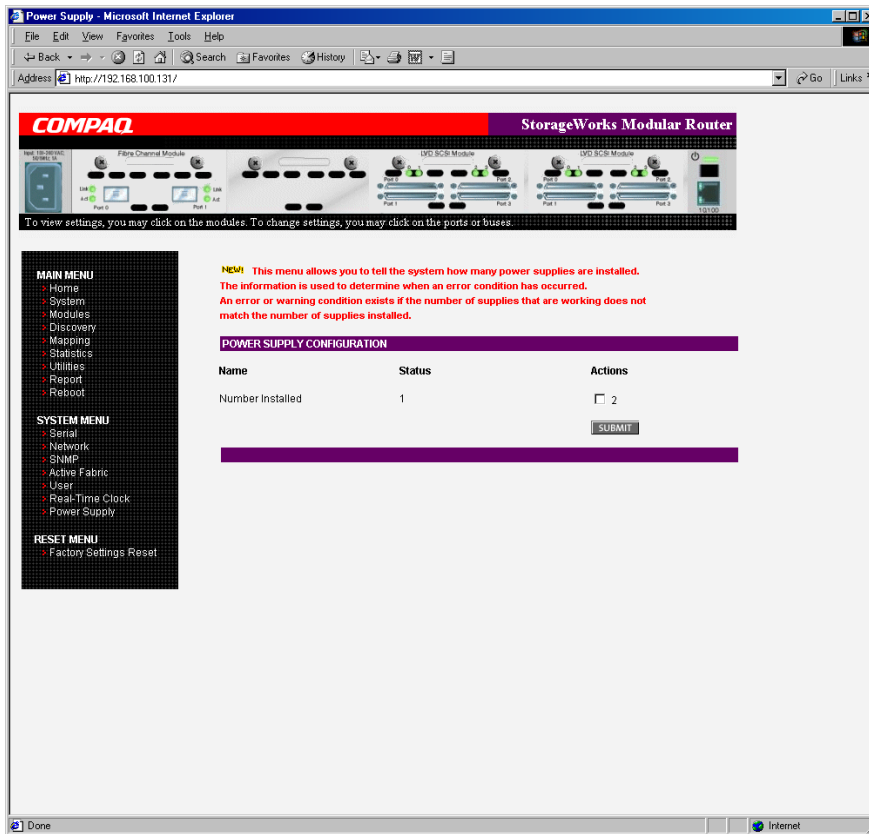 Power Supply - Microsoft Internet Explorer
File Edit View Favorites Tools Help
Back Search Favorites History
Address http://192.168.100.131/ Go Links
COMPAQ StorageWorks Modular Router
Fibre Channel Module LVD SCSI Module LVD SCSI Module
Link Link
Act Act
Port 0 Port 1
Port 0 Port 2 Port 0 Port 2
Port 1 Port 3 Port 1 Port 3
10/100
To view settings, you may click on the modules. To change settings, you may click on the ports or buses.
MAIN MENU
Home
System
Modules
Discovery
Mapping
Statistics
Utilities
Report
Reboot
SYSTEM MENU
Serial
Network
SNMP
Active Fabric
User
Real-Time Clock
Power Supply
RESET MENU
Factory Settings Reset
NEW! This menu allows you to tell the system how many power supplies are installed.
The information is used to determine when an error condition has occurred.
An error or warning condition exists if the number of supplies that are working does not
match the number of supplies installed.
POWER SUPPLY CONFIGURATION
Name Status Actions
Number Installed 1 2
SUBMIT
Done Internet